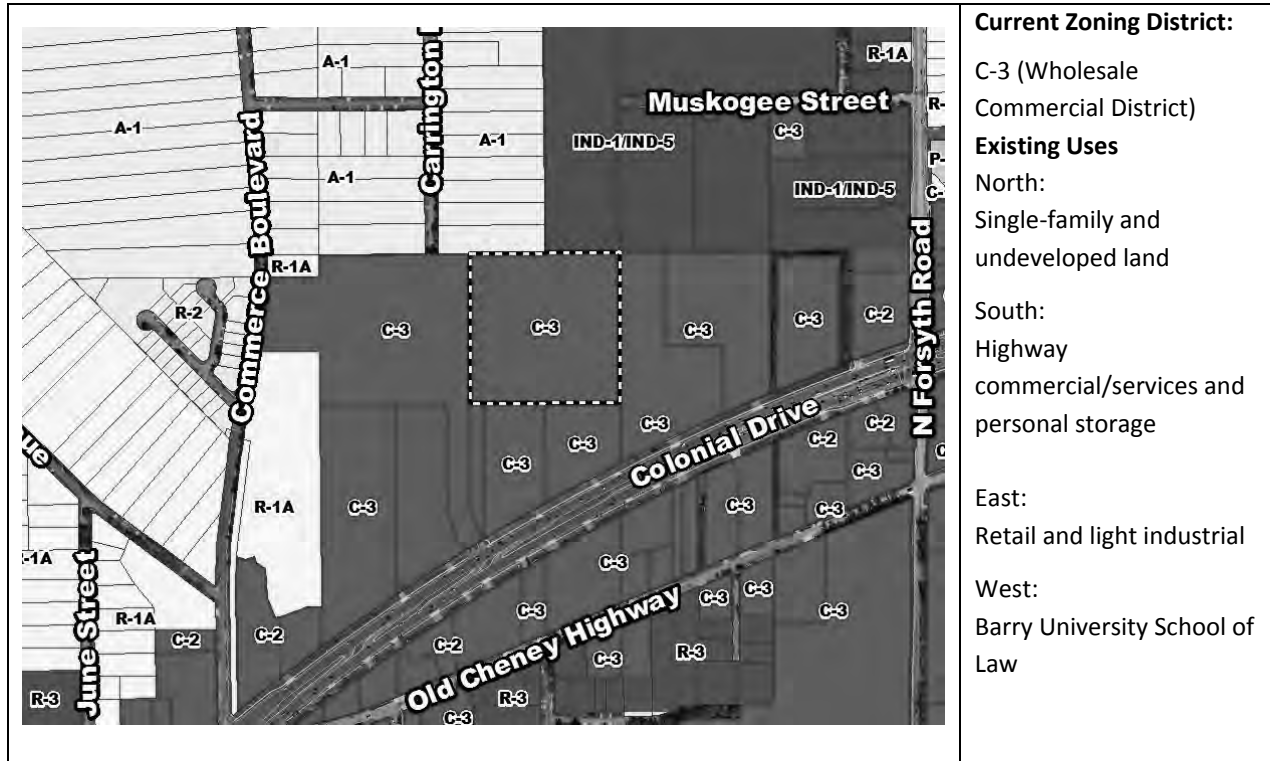 R-1A
A-1
Muskogee Street
R-
A-1
C-3
A-1
IND-1/IND-5
Carrington
P-
A-1
IND-1/IND-5
C-
Commerce Boulevard
R-1A
N Forsyth Road
R-2
C-3
C-3
C-3
C-3
C-2
C-3
C-3
C-3
Colonial Drive
C-2
C-2
C-3
R-1A
C-3
C-3
C-3
-1A
C-3
June Street
C-3
C-3
C-3
R-1A
C-3
C-3
C-2
C-2
C-2
Old Cheney Highway
C-3
R-3
R-3
R-3
C-3
Current Zoning District:
C-3 (Wholesale
Commercial District)
Existing Uses
North:
Single-family and
undeveloped land
South:
Highway
commercial/services and
personal storage
East:
Retail and light industrial
West:
Barry University School of
Law